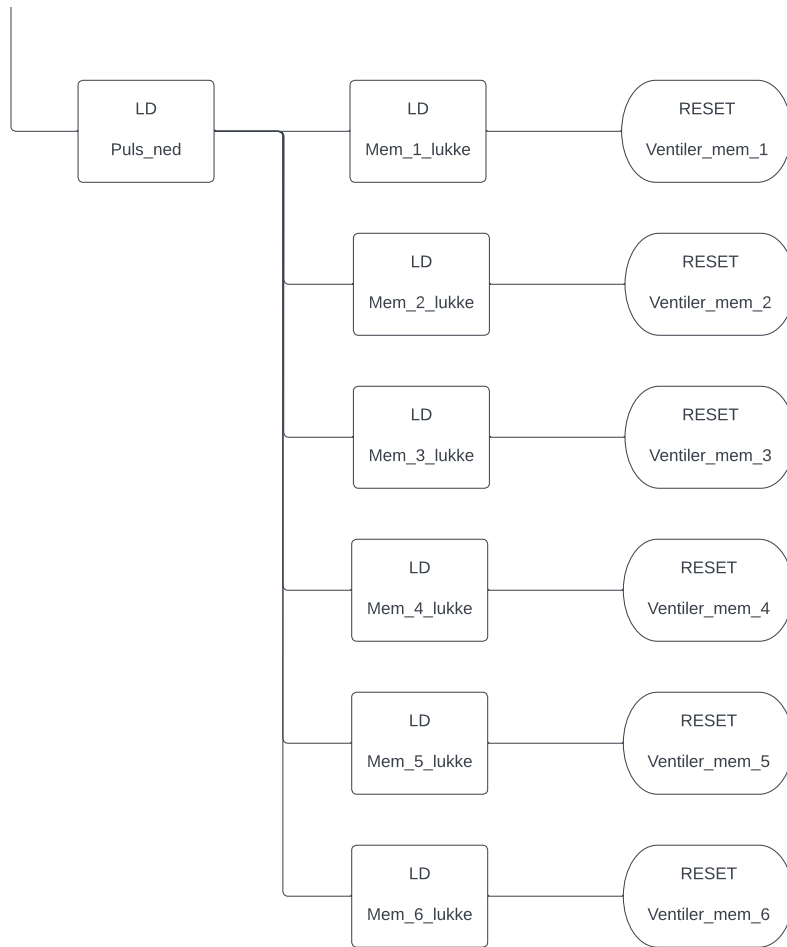 LD
Puls_ned
LD
Mem_1_lukke
RESET
Ventiler_mem_1
LD
Mem_2_lukke
RESET
Ventiler_mem_2
LD
Mem_3_lukke
RESET
Ventiler_mem_3
LD
Mem_4_lukke
RESET
Ventiler_mem_4
LD
Mem_5_lukke
RESET
Ventiler_mem_5
LD
Mem_6_lukke
RESET
Ventiler_mem_6